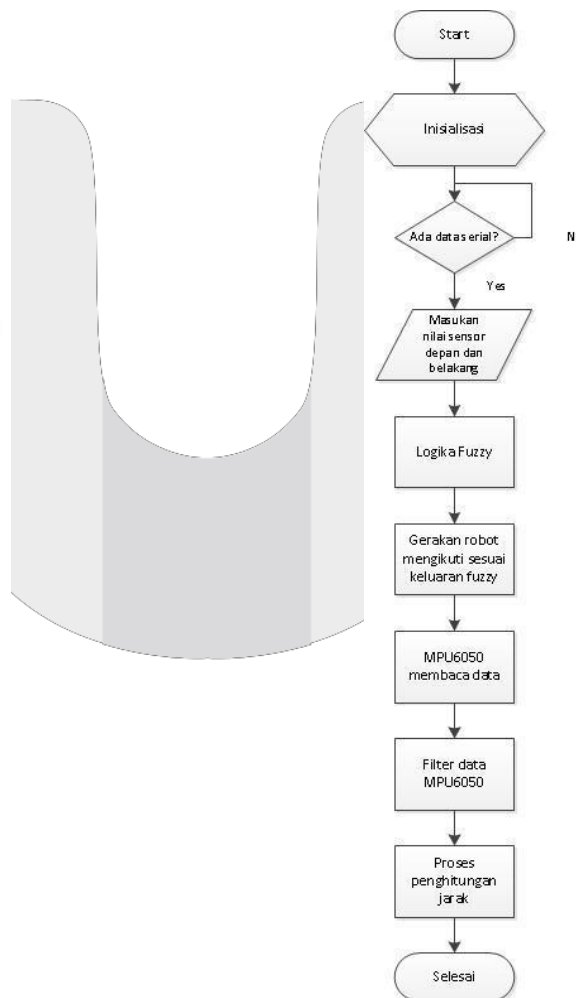 Start
Inisialisasi
Ada data serial?
N
Yes
Masukan
nilai sensor
depan dan
belakang
Logika Fuzzy
Gerakan robot
mengikuti sesuai
keluaran fuzzy
MPU6050
membaca data
Filter data
MPU6050
Proses
penghitungan
jarak
Selesai